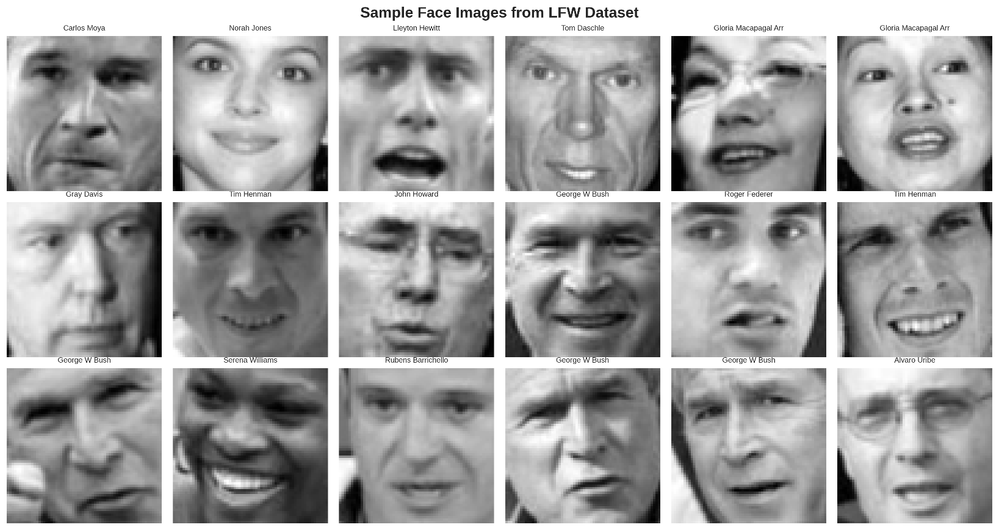 Sample Face Images from LFW Dataset
Carlos Moya
Norah Jones
Lleyton Hewitt
Tom Daschle
Gloria Macapagal Arr
Gloria Macapagal Arr
Gray Davis
Tim Henman
John Howard
George W Bush
Roger Federer
Tim Henman
George W Bush
Serena Williams
Rubens Barrichello
George W Bush
George W Bush
Alvaro Uribe